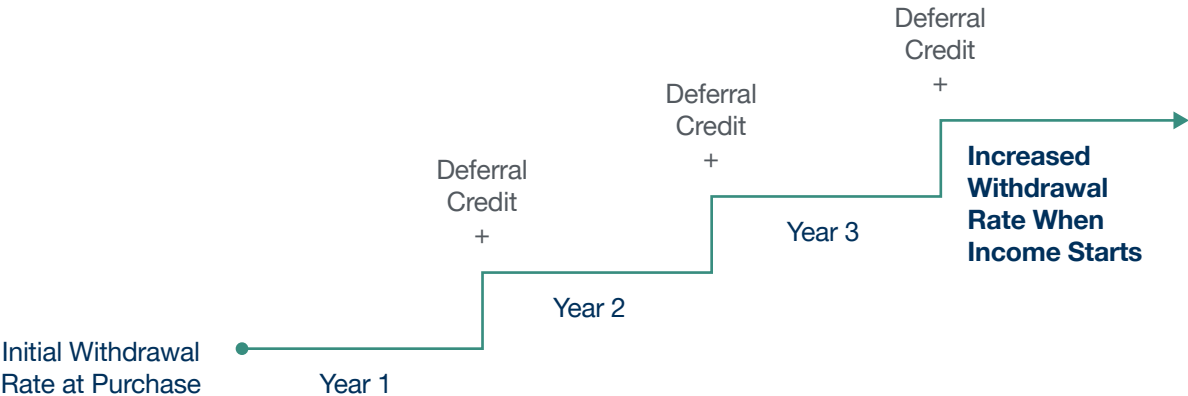 Deferral
Credit
+
Deferral
Credit
+
Increased
Withdrawal
Rate When
Income Starts
Deferral
Credit
+
Year 3
Year 2
Initial Withdrawal
Rate at Purchase
Year 1